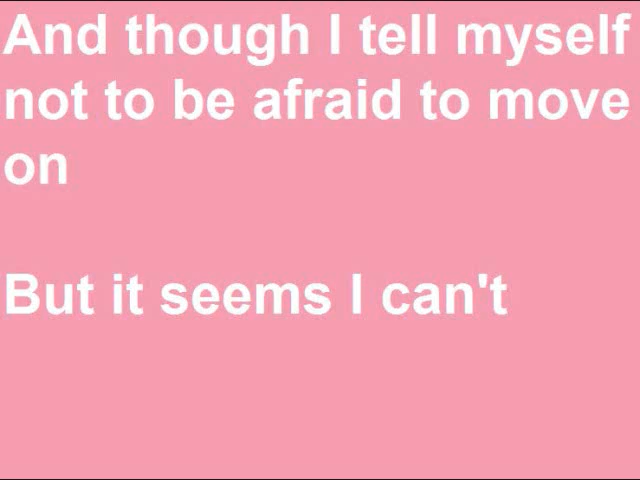 And though I tell myself
not to be afraid to move
on
But it seems I can't